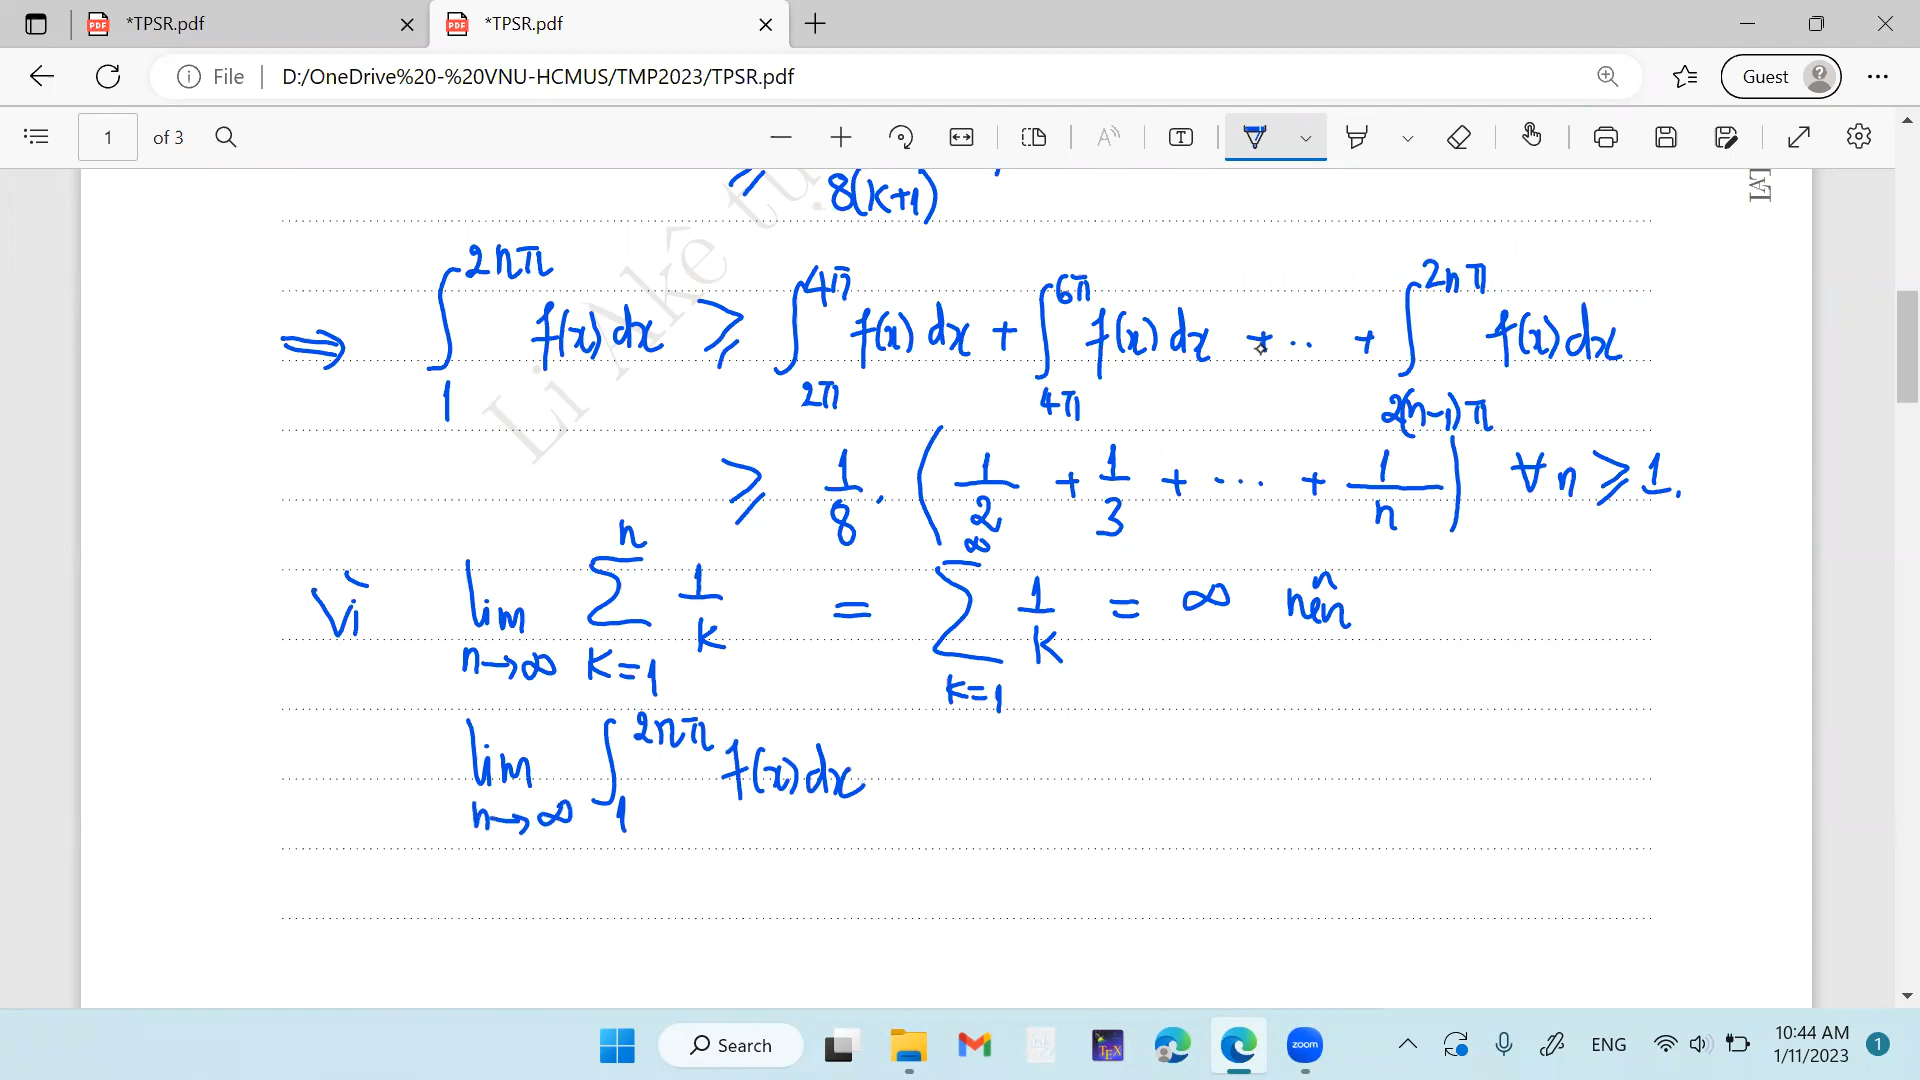 *TPSR.pdf
*TPSR.pdf
File D:/OneDrive%20-%20VNU-HCMUS/TMP2023/TPSR.pdf Guest
1 of 3
≥ 8(k+1)
⟹ ∫_1^{2nπ} f(x) dx ≥ ∫_{2π}^{4π} f(x) dx + ∫_{4π}^{6π} f(x) dx + ... + ∫_{2(n-1)π}^{2nπ} f(x) dx
≥ 1/8 . (1/2 + 1/3 + ... + 1/n) ∀n ≥ 1.
Vì lim_{n→∞} ∑_{k=1}^{n} 1/k = ∑_{k=1}^{∞} 1/k = ∞ nên
lim_{n→∞} ∫_1^{2nπ} f(x) dx
Search
zoom
ENG
10:44 AM
1/11/2023
1